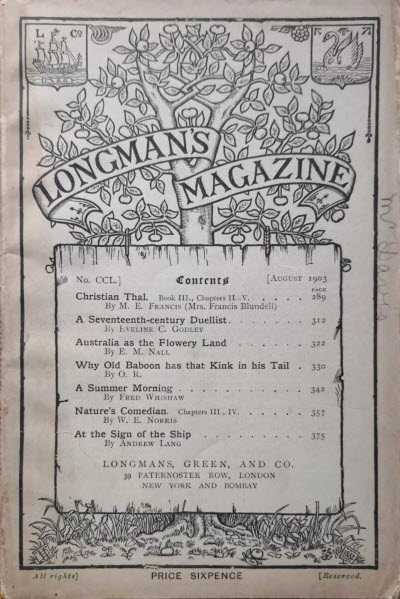 L Co
LONGMAN'S
MAGAZINE
No. CCL.] Contents [AUGUST 1903
PAGE
Christian Thal. Book III., Chapters II.-V. . . . . . 289
By M. E. FRANCIS (Mrs. Francis Blundell)
A Seventeenth-century Duellist . . . . . . . . 312
By EVELINE C. GODLEY
Australia as the Flowery Land . . . . . . . 322
By E. M. NALL
Why Old Baboon has that Kink in his Tail . 330
By O. R.
A Summer Morning . . . . . . . . . . . 342
By FRED WHISHAW
Nature's Comedian. Chapters III., IV. . . . . . . . 357
By W. E. NORRIS
At the Sign of the Ship . . . . . . . . . 375
By ANDREW LANG
LONGMANS, GREEN, AND CO.
39 PATERNOSTER ROW, LONDON
NEW YORK AND BOMBAY
All rights] PRICE SIXPENCE [Reserved.